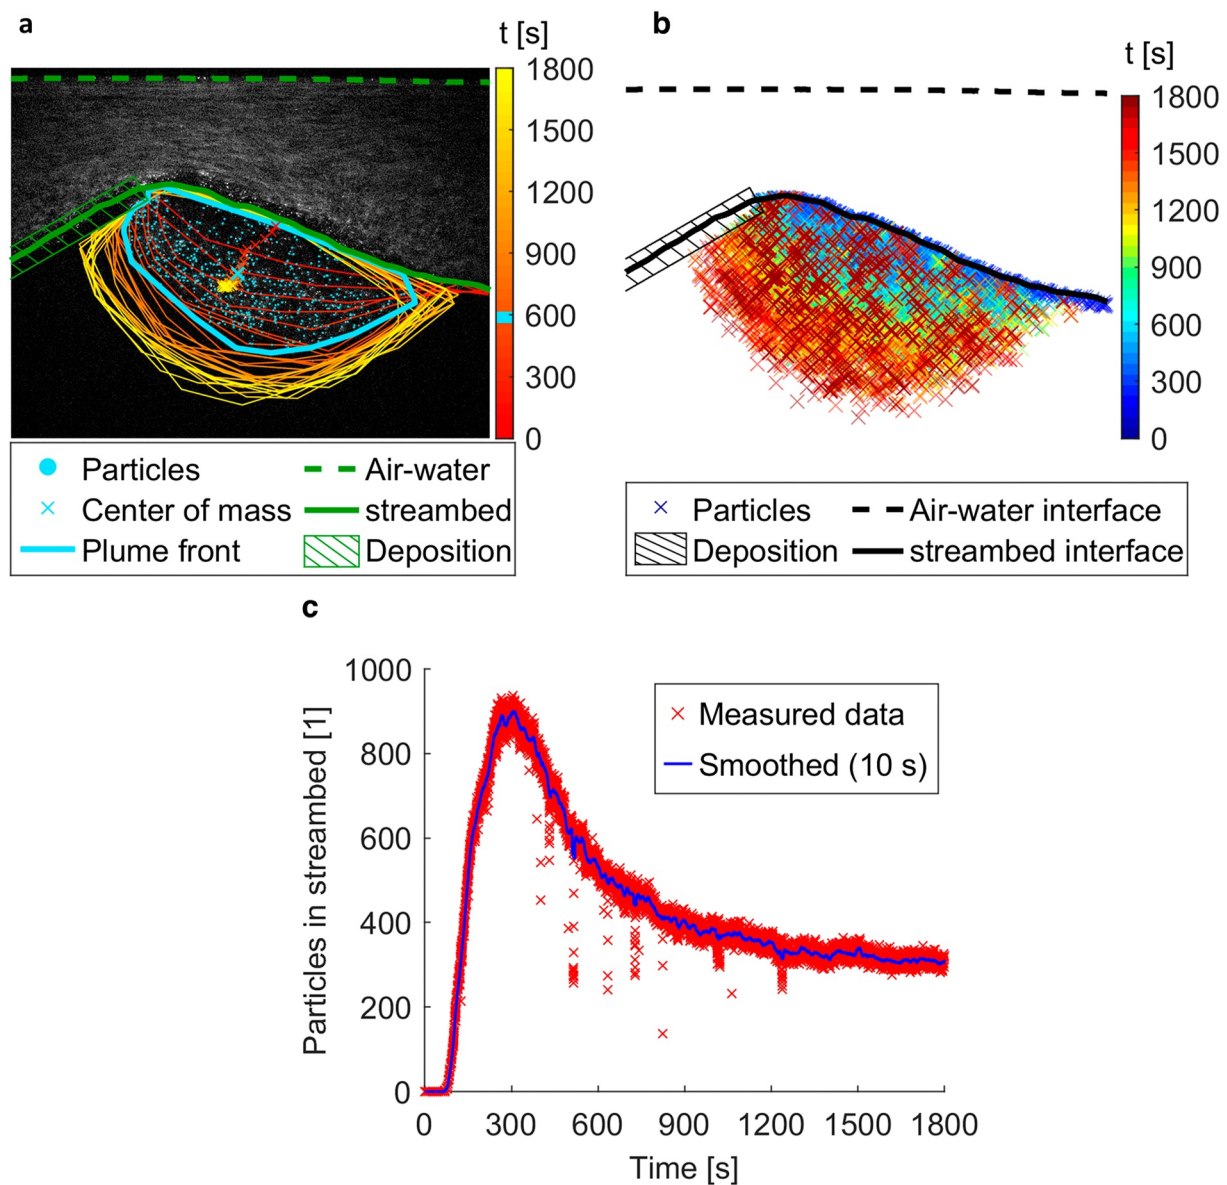 a
t [s]
1800
1500
1200
900
600
300
0
Particles
Center of mass
Plume front
Air-water
streambed
Deposition
b
t [s]
1800
1500
1200
900
600
300
0
Particles
Deposition
Air-water interface
streambed interface
c
Particles in streambed [1]
1000
800
600
400
200
0
Measured data
Smoothed (10 s)
0 300 600 900 1200 1500 1800
Time [s]